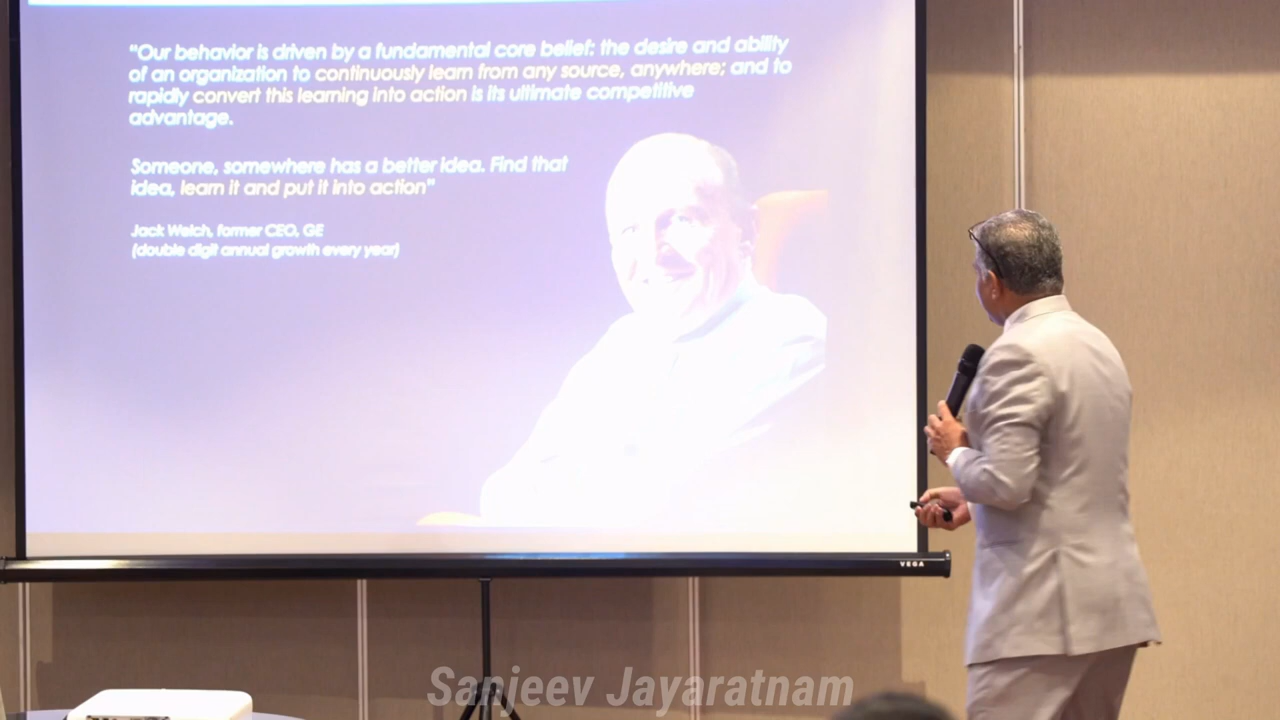 "Our behavior is driven by a fundamental core belief: the desire and ability
of an organization to continuously learn from any source, anywhere; and to
rapidly convert this learning into action is its ultimate competitive
advantage.
Someone, somewhere has a better idea. Find that
idea, learn it and put it into action"
Jack Welch, former CEO, GE
(double digit annual growth every year)
VEGA
Sanjeev Jayaratnam